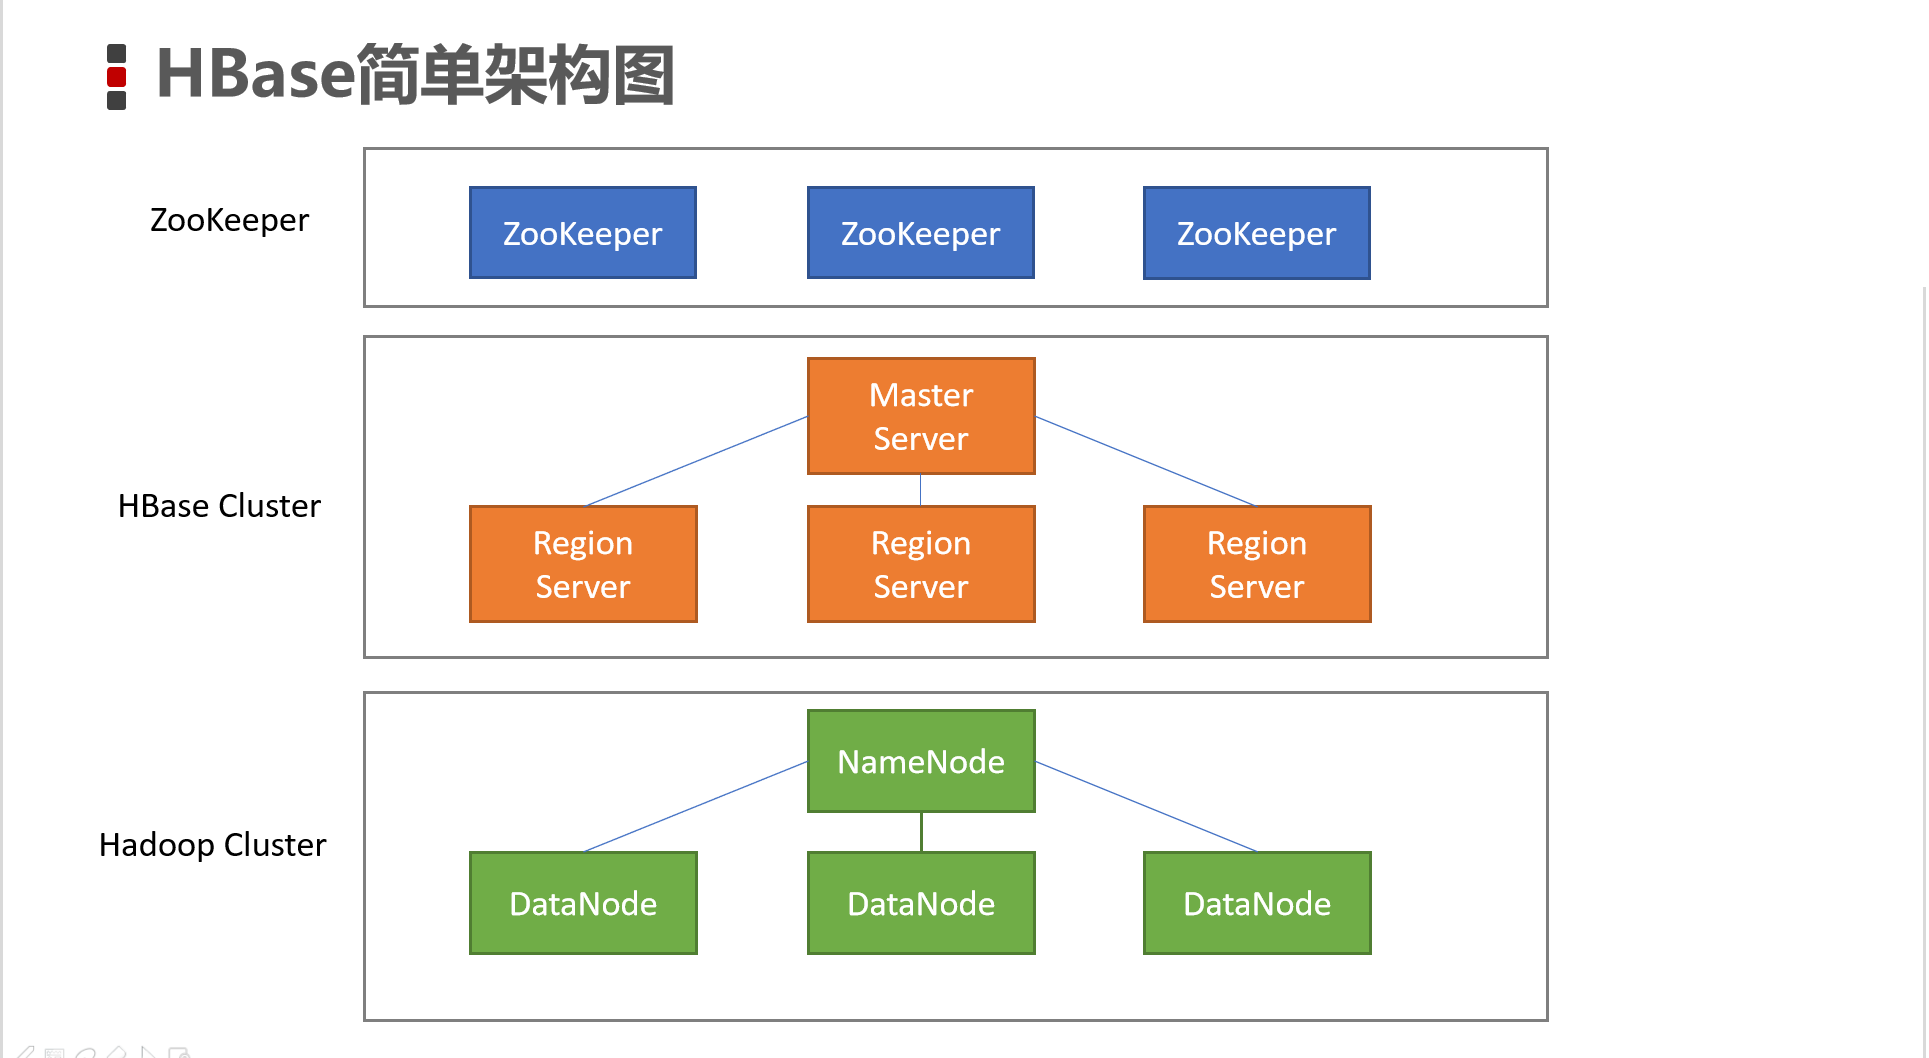 HBase简单架构图
ZooKeeper
ZooKeeper
ZooKeeper
ZooKeeper
HBase Cluster
Master
Server
Region
Server
Region
Server
Region
Server
Hadoop Cluster
NameNode
DataNode
DataNode
DataNode